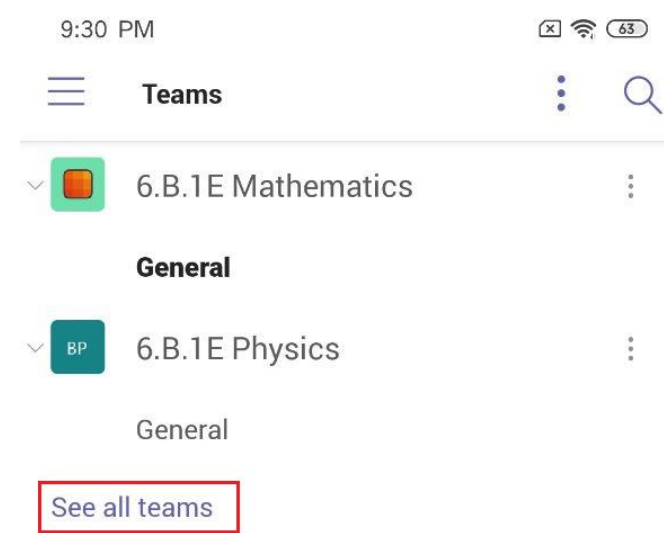 9:30 PM 63
Teams
6.B.1E Mathematics
General
BP 6.B.1E Physics
General
See all teams